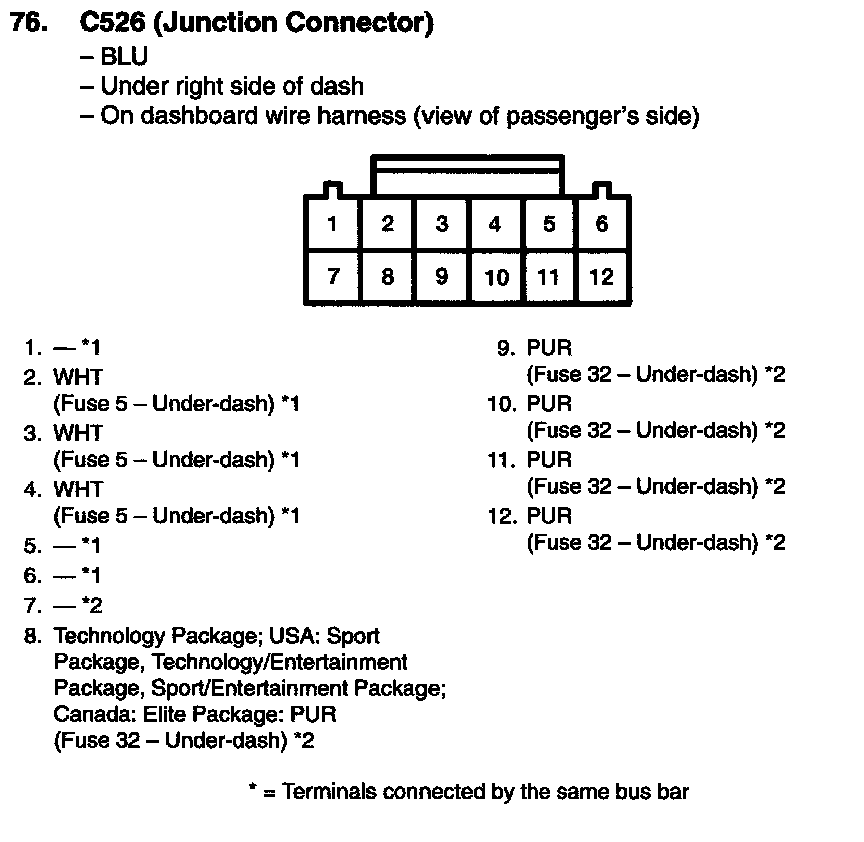 76. C526 (Junction Connector)
– BLU
– Under right side of dash
– On dashboard wire harness (view of passenger's side)
1 2 3 4 5 6
7 8 9 10 11 12
1. — *1
2. WHT
(Fuse 5 – Under-dash) *1
3. WHT
(Fuse 5 – Under-dash) *1
4. WHT
(Fuse 5 – Under-dash) *1
5. — *1
6. — *1
7. — *2
8. Technology Package; USA: Sport
Package, Technology/Entertainment
Package, Sport/Entertainment Package;
Canada: Elite Package: PUR
(Fuse 32 – Under-dash) *2
9. PUR
(Fuse 32 – Under-dash) *2
10. PUR
(Fuse 32 – Under-dash) *2
11. PUR
(Fuse 32 – Under-dash) *2
12. PUR
(Fuse 32 – Under-dash) *2
* = Terminals connected by the same bus bar